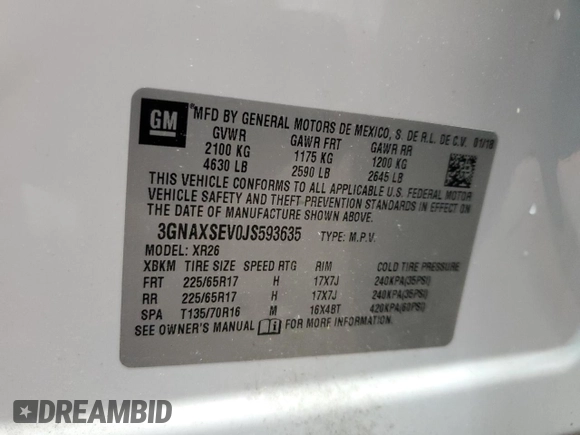 GM
*MFD BY GENERAL MOTORS DE MEXICO, S. DE R.L. DE C.V. 01/18
GVWR GAWR FRT GAWR RR
2100 KG 1175 KG 1200 KG
4630 LB 2590 LB 2645 LB
THIS VEHICLE CONFORMS TO ALL APPLICABLE U.S. FEDERAL MOTOR
VEHICLE SAFETY AND THEFT PREVENTION STANDARDS IN EFFECT ON
THE DATE OF MANUFACTURE SHOWN ABOVE.
3GNAXSEV0JS593635 TYPE: M.P.V.
MODEL: XR26
XBKM TIRE SIZE SPEED RTG RIM COLD TIRE PRESSURE
FRT 225/65R17 H 17X7J 240KPA(35PSI)
RR 225/65R17 H 17X7J 240KPA(35PSI)
SPA T135/70R16 M 16X4BT 420KPA(60PSI)
SEE OWNER'S MANUAL FOR MORE INFORMATION
DREAMBID